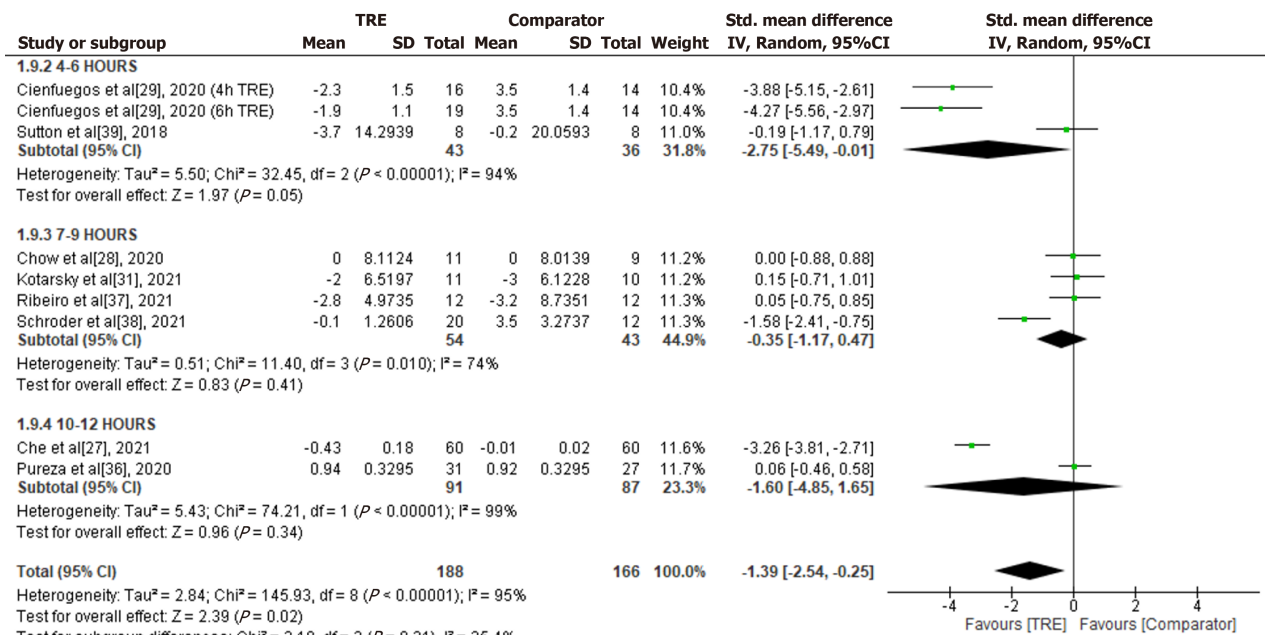 TRE Comparator Std. mean difference Std. mean difference
Study or subgroup Mean SD Total Mean SD Total Weight IV, Random, 95%CI IV, Random, 95%CI
1.9.2 4-6 HOURS
Cienfuegos et al[29], 2020 (4h TRE) -2.3 1.5 16 3.5 1.4 14 10.4% -3.88 [-5.15, -2.61]
Cienfuegos et al[29], 2020 (6h TRE) -1.9 1.1 19 3.5 1.4 14 10.4% -4.27 [-5.56, -2.97]
Sutton et al[39], 2018 -3.7 14.2939 8 -0.2 20.0593 8 11.0% -0.19 [-1.17, 0.79]
Subtotal (95% CI) 43 36 31.8% -2.75 [-5.49, -0.01]
Heterogeneity: Tau² = 5.50; Chi² = 32.45, df = 2 (P < 0.00001); I² = 94%
Test for overall effect: Z = 1.97 (P = 0.05)
1.9.3 7-9 HOURS
Chow et al[28], 2020 0 8.1124 11 0 8.0139 9 11.2% 0.00 [-0.88, 0.88]
Kotarsky et al[31], 2021 -2 6.5197 11 -3 6.1228 10 11.2% 0.15 [-0.71, 1.01]
Ribeiro et al[37], 2021 -2.8 4.9735 12 -3.2 8.7351 12 11.3% 0.05 [-0.75, 0.85]
Schroder et al[38], 2021 -0.1 1.2606 20 3.5 3.2737 12 11.3% -1.58 [-2.41, -0.75]
Subtotal (95% CI) 54 43 44.9% -0.35 [-1.17, 0.47]
Heterogeneity: Tau² = 0.51; Chi² = 11.40, df = 3 (P = 0.010); I² = 74%
Test for overall effect: Z = 0.83 (P = 0.41)
1.9.4 10-12 HOURS
Che et al[27], 2021 -0.43 0.18 60 -0.01 0.02 60 11.6% -3.26 [-3.81, -2.71]
Pureza et al[36], 2020 0.94 0.3295 31 0.92 0.3295 27 11.7% 0.06 [-0.46, 0.58]
Subtotal (95% CI) 91 87 23.3% -1.60 [-4.85, 1.65]
Heterogeneity: Tau² = 5.43; Chi² = 74.21, df = 1 (P < 0.00001); I² = 99%
Test for overall effect: Z = 0.96 (P = 0.34)
Total (95% CI) 188 166 100.0% -1.39 [-2.54, -0.25]
Heterogeneity: Tau² = 2.84; Chi² = 145.93, df = 8 (P < 0.00001); I² = 95%
-4 -2 0 2 4
Test for overall effect: Z = 2.39 (P = 0.02)
Favours [TRE] Favours [Comparator]
Test for subgroup differences: Chi²